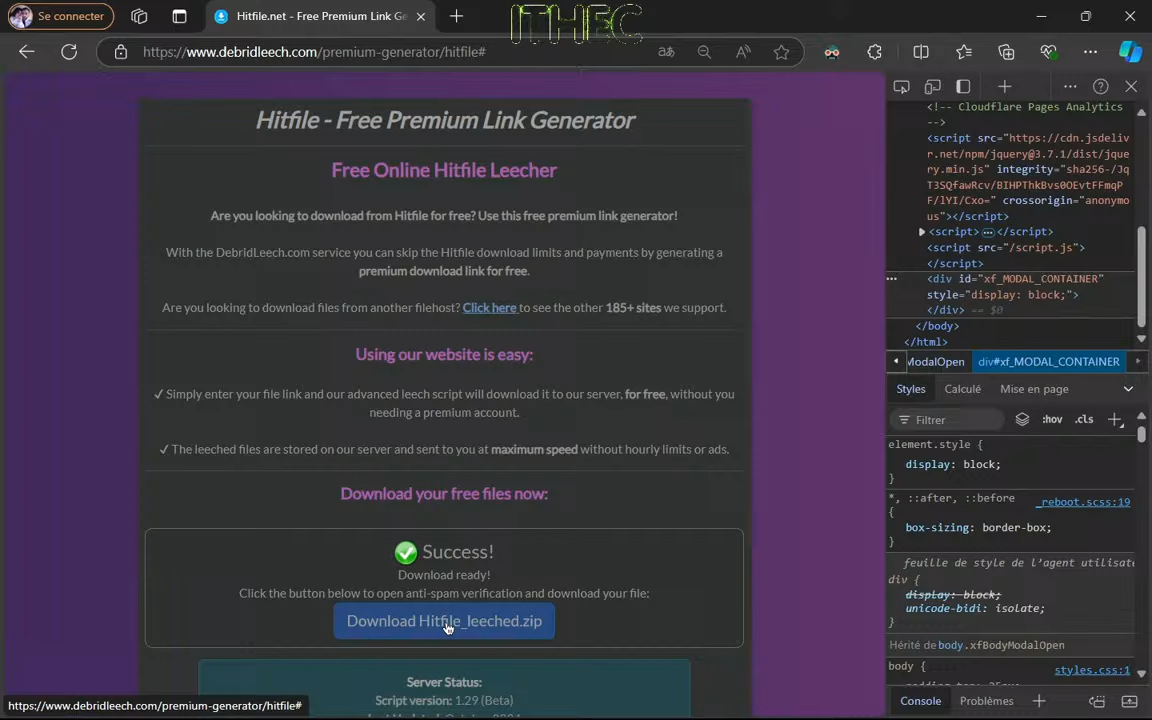 Se connecter
Hitfile.net - Free Premium Link Ge
ITHEC
https://www.debridleech.com/premium-generator/hitfile#
Hitfile - Free Premium Link Generator
Free Online Hitfile Leecher
Are you looking to download from Hitfile for free? Use this free premium link generator!
With the DebridLeech.com service you can skip the Hitfile download limits and payments by generating a
premium download link for free.
Are you looking to download files from another filehost? Click here to see the other 185+ sites we support.
Using our website is easy:
✓ Simply enter your file link and our advanced leech script will download it to our server, for free, without you
needing a premium account.
✓ The leeched files are stored on our server and sent to you at maximum speed without hourly limits or ads.
Download your free files now:
Success!
Download ready!
Click the button below to open anti-spam verification and download your file:
Download Hitfile_leeched.zip
Server Status:
Script version: 1.29 (Beta)
https://www.debridleech.com/premium-generator/hitfile#
<!-- Cloudflare Pages Analytics
-->
<script src="https://cdn.jsdeliv
r.net/npm/jquery@3.7.1/dist/jque
ry.min.js" integrity="sha256-/Jq
T3SQfawRcv/BIHPThkBvs0OEvtFFmqP
F/lYI/Cxo=" crossorigin="anonymo
us"></script>
<script>…</script>
<script src="/script.js">
</script>
<div id="xf_MODAL_CONTAINER"
style="display: block;">
</div> == $0
</body>
</html>
ModalOpen
div#xf_MODAL_CONTAINER
Styles
Calculé
Mise en page
Filtrer
:hov
.cls
element.style {
display: block;
}
*, ::after, ::before
_reboot.scss:19
{
box-sizing: border-box;
}
feuille de style de l'agent utilisate
div {
display: block;
unicode-bidi: isolate;
}
Hérité de body.xfBodyModalOpen
body {
styles.css:1
Console
Problèmes